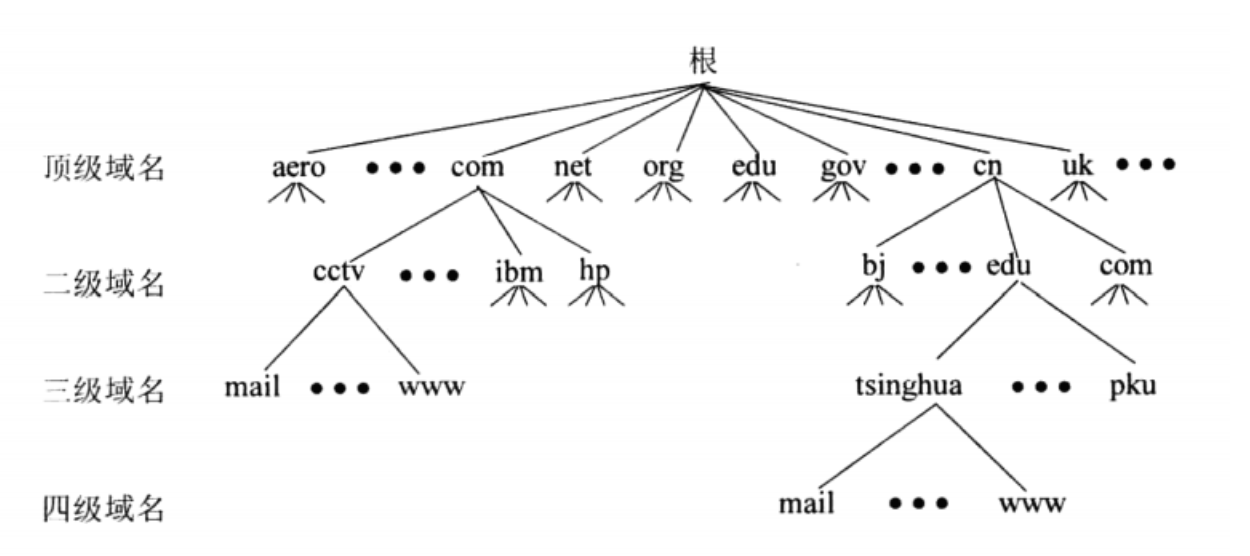 根
顶级域名 aero ••• com net org edu gov ••• cn uk •••
二级域名 cctv ••• ibm hp bj ••• edu com
三级域名 mail ••• www tsinghua ••• pku
四级域名 mail ••• www